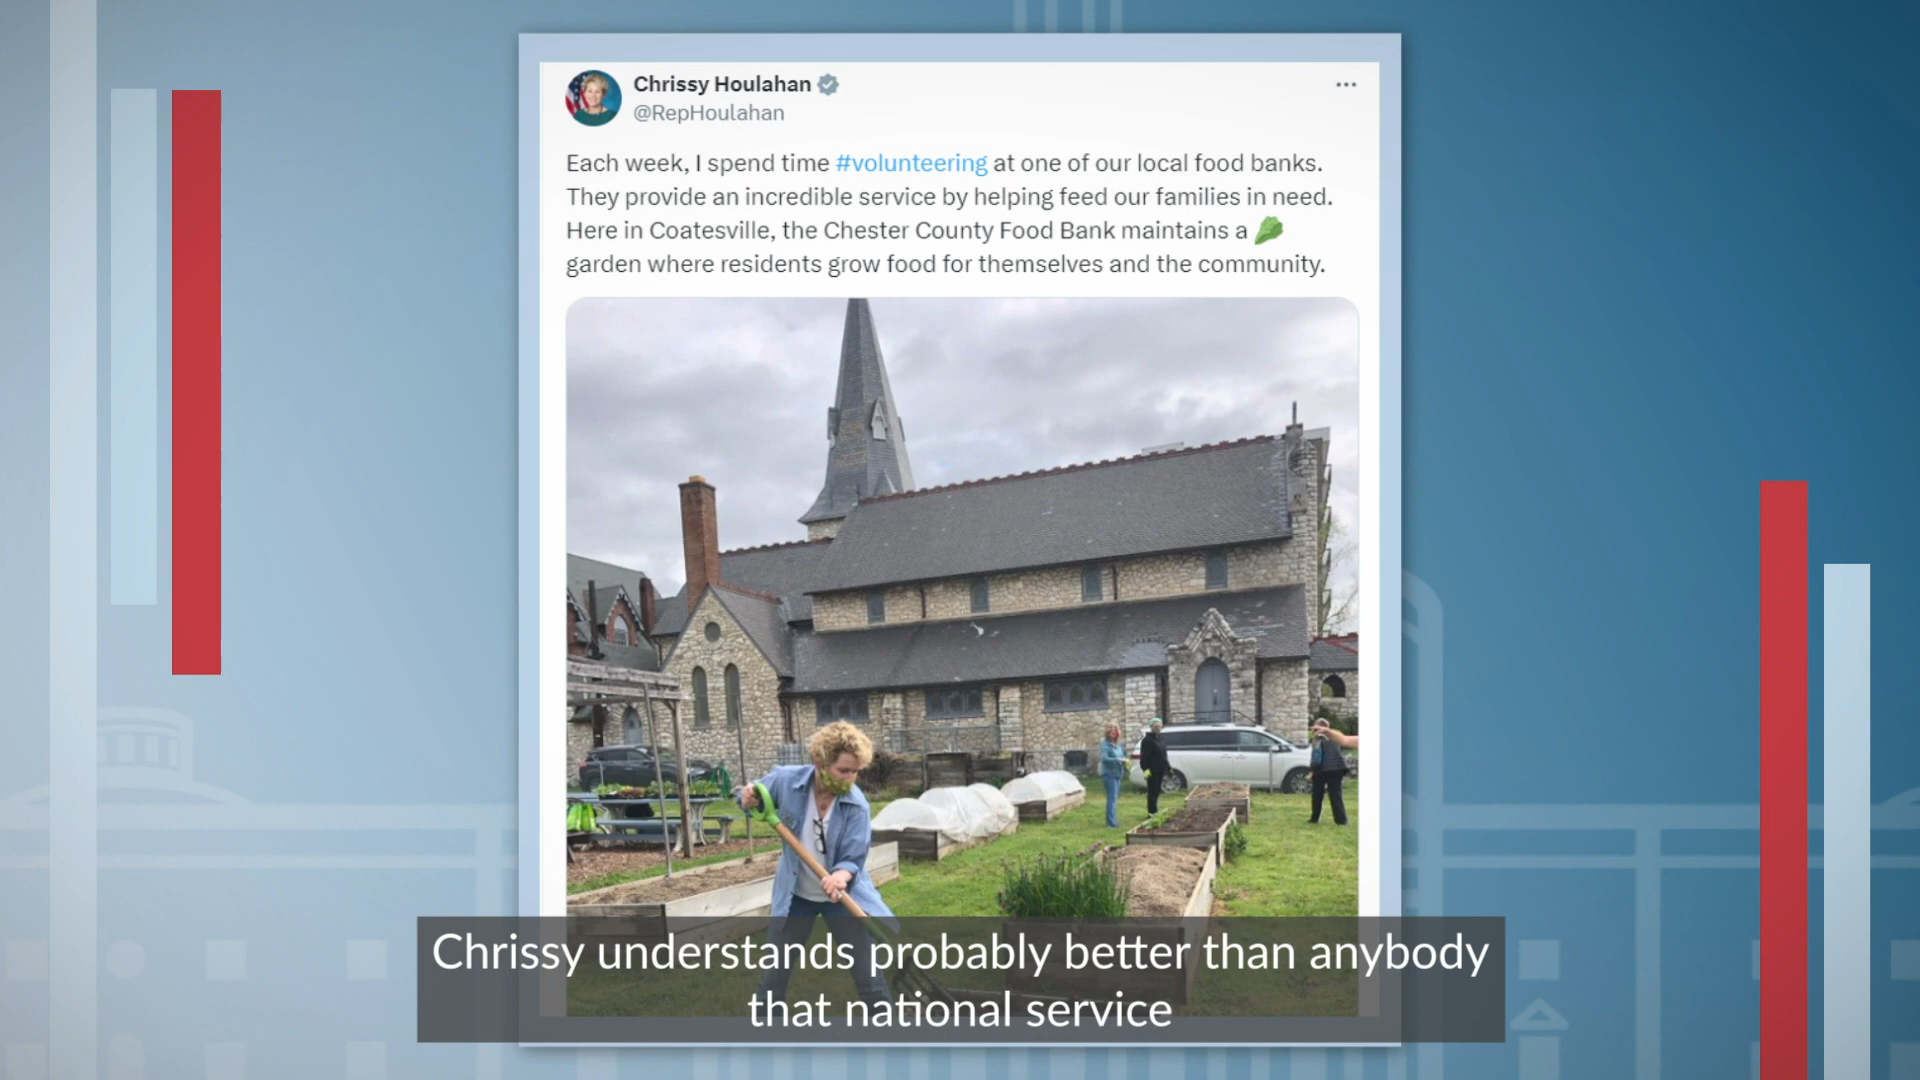 Chrissy Houlahan
@RepHoulahan
Each week, I spend time #volunteering at one of our local food banks.
They provide an incredible service by helping feed our families in need.
Here in Coatesville, the Chester County Food Bank maintains a 🥬
garden where residents grow food for themselves and the community.
Chrissy understands probably better than anybody
that national service